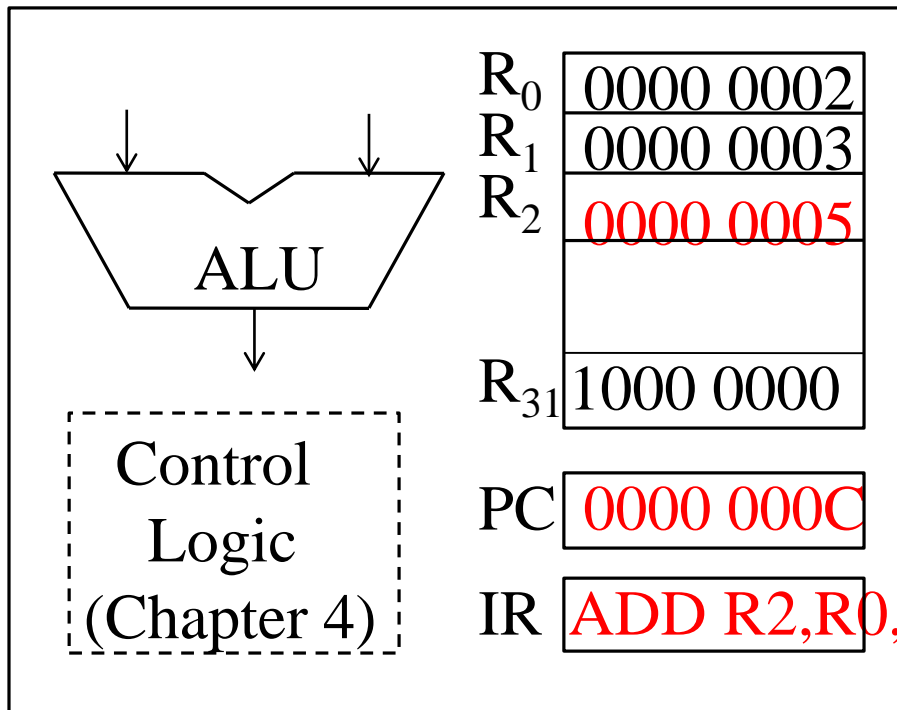 ALU
Control
Logic
(Chapter 4)
R0 0000 0002
R1 0000 0003
R2 0000 0005
R31 1000 0000
PC 0000 000C
IR ADD R2,R0,